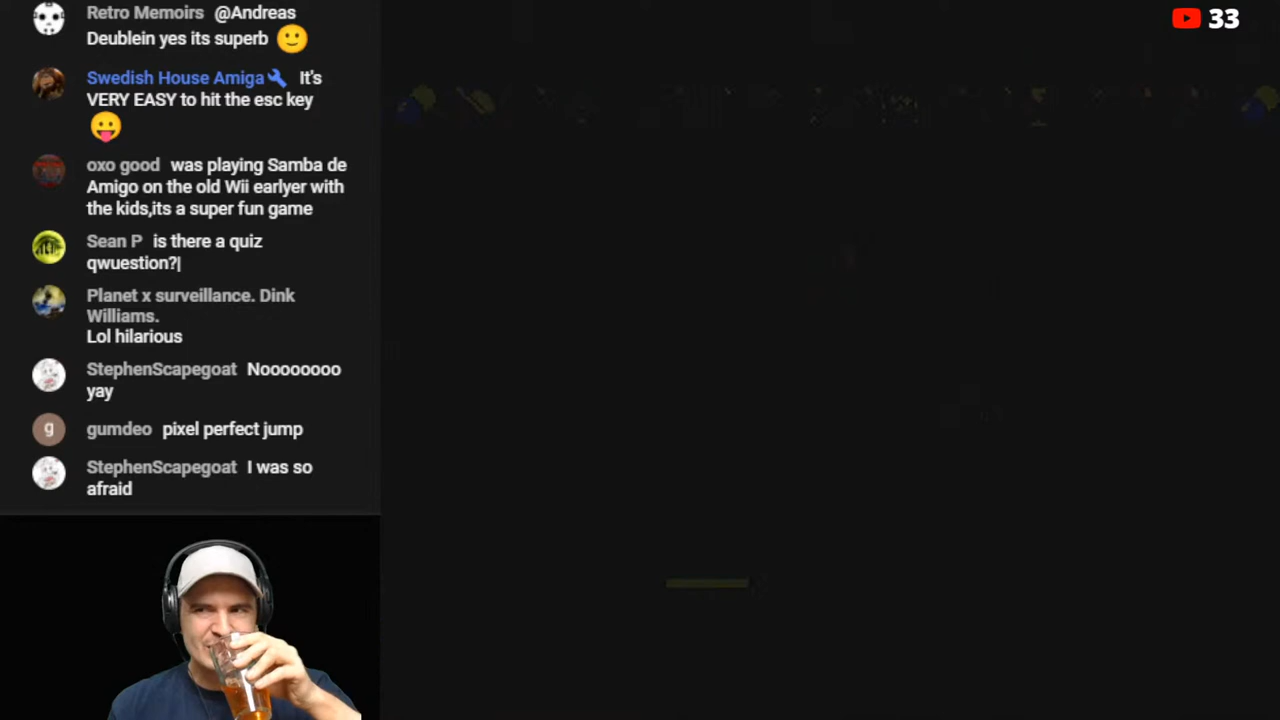 Retro Memoirs @Andreas
Deublein yes its superb
Swedish House Amiga It's
VERY EASY to hit the esc key
oxo good was playing Samba de
Amigo on the old Wii earlyer with
the kids,its a super fun game
Sean P is there a quiz
qwuestion?|
Planet x surveillance. Dink
Williams.
Lol hilarious
StephenScapegoat Noooooooo
yay
g gumdeo pixel perfect jump
StephenScapegoat I was so
afraid
33